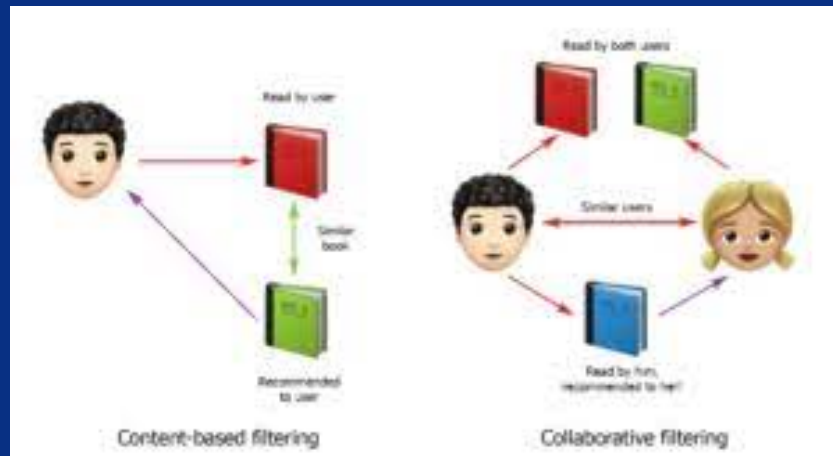 Read by user
Similar
book
Recommended
to user
Content-based filtering
Read by both users
Similar users
Read by him,
recommended to her!
Collaborative filtering